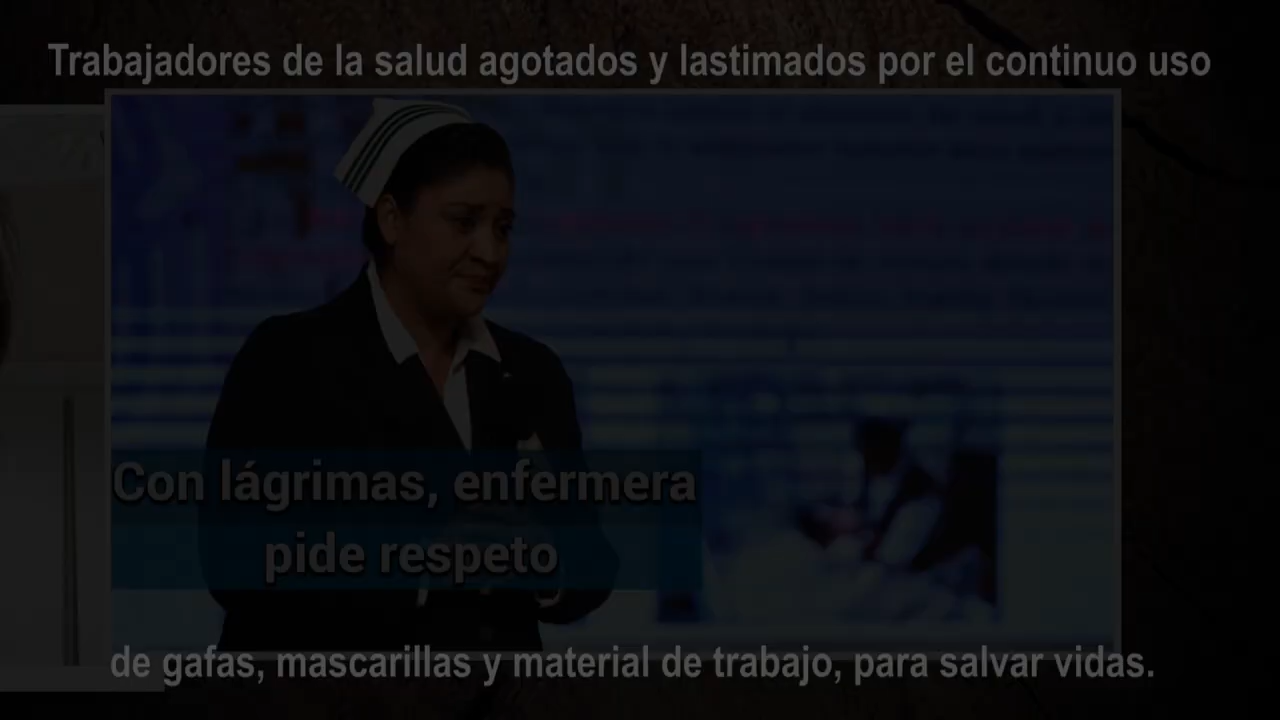 Trabajadores de la salud agotados y lastimados por el continuo uso
Con lágrimas, enfermera
pide respeto
de gafas, mascarillas y material de trabajo, para salvar vidas.